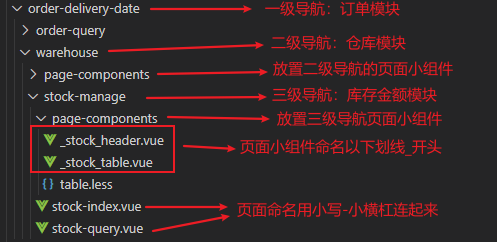 order-delivery-date 一级导航：订单模块
order-query
warehouse 二级导航：仓库模块
page-components 放置二级导航的页面小组件
stock-manage 三级导航：库存金额模块
page-components 放置三级导航页面小组件
_stock_header.vue
_stock_table.vue 页面小组件命名以下划线_开头
{} table.less
stock-index.vue 页面命名用小写-小横杠连起来
stock-query.vue